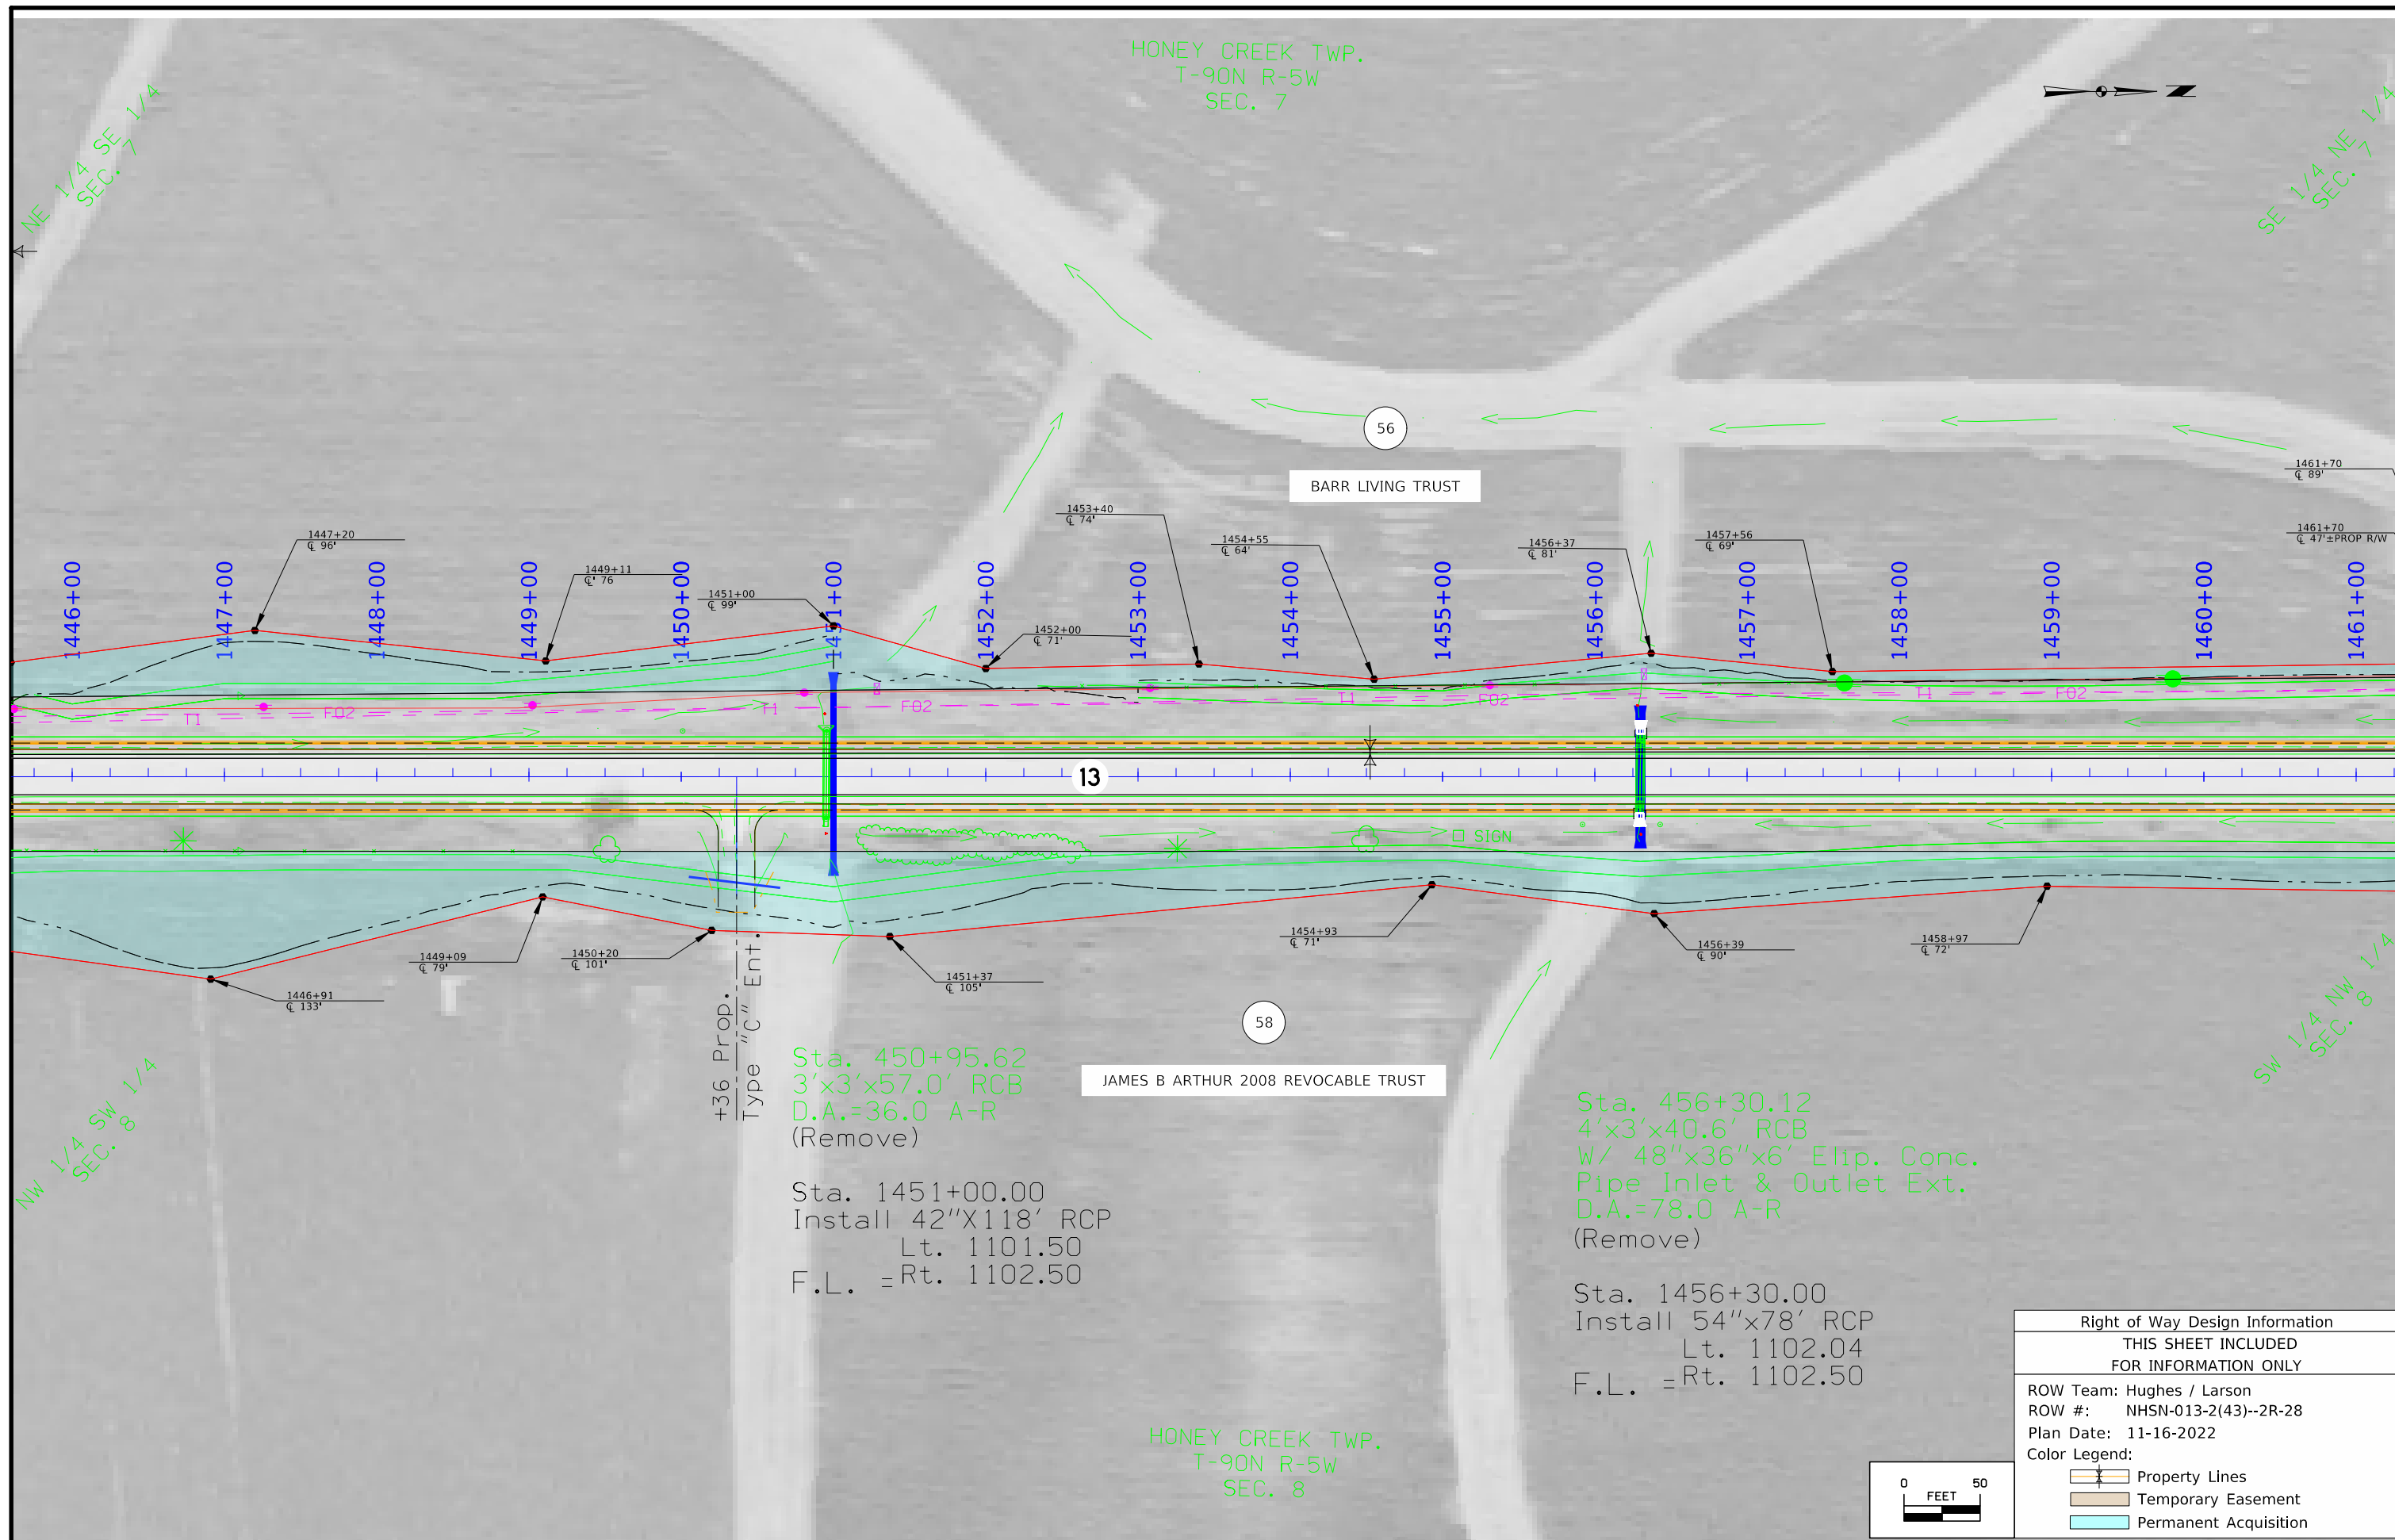 HONEY CREEK TWP.
T-90N R-5W
SEC. 7
NE 1/4 SE 1/4
SEC. 7
SE 1/4 NE 1/4
SEC. 7
56
BARR LIVING TRUST
1447+20
℄ 96'
1449+11
℄' 76
1451+00
℄ 99'
1452+00
℄ 71'
1453+40
℄ 74'
1454+55
℄ 64'
1456+37
℄ 81'
1457+56
℄ 69'
1461+70
℄ 89'
1461+70
℄ 47'±PROP R/W
1446+00
1447+00
1448+00
1449+00
1450+00
1451+00
1452+00
1453+00
1454+00
1455+00
1456+00
1457+00
1458+00
1459+00
1460+00
1461+00
T1
FO2
T1
FO2
T1
FO2
T1
FO2
13
SIGN
1446+91
℄ 133'
1449+09
℄ 79'
1450+20
℄ 101'
1451+37
℄ 105'
1454+93
℄ 71'
1456+39
℄ 90'
1458+97
℄ 72'
+36 Prop.
Type "C" Ent.
58
JAMES B ARTHUR 2008 REVOCABLE TRUST
NW 1/4 SW 1/4
SEC. 8
SW 1/4 NW 1/4
SEC. 8
Sta. 450+95.62
3'x3'x57.0' RCB
D.A.=36.0 A-R
(Remove)
Sta. 1451+00.00
Install 42"X118' RCP
Lt. 1101.50
F.L. = Rt. 1102.50
Sta. 456+30.12
4'x3'x40.6' RCB
W/ 48"x36"x6' Elip. Conc.
Pipe Inlet & Outlet Ext.
D.A.=78.0 A-R
(Remove)
Sta. 1456+30.00
Install 54"x78' RCP
Lt. 1102.04
F.L. = Rt. 1102.50
HONEY CREEK TWP.
T-90N R-5W
SEC. 8
0 50
FEET
Right of Way Design Information
THIS SHEET INCLUDED
FOR INFORMATION ONLY
ROW Team: Hughes / Larson
ROW #: NHSN-013-2(43)--2R-28
Plan Date: 11-16-2022
Color Legend:
Property Lines
Temporary Easement
Permanent Acquisition